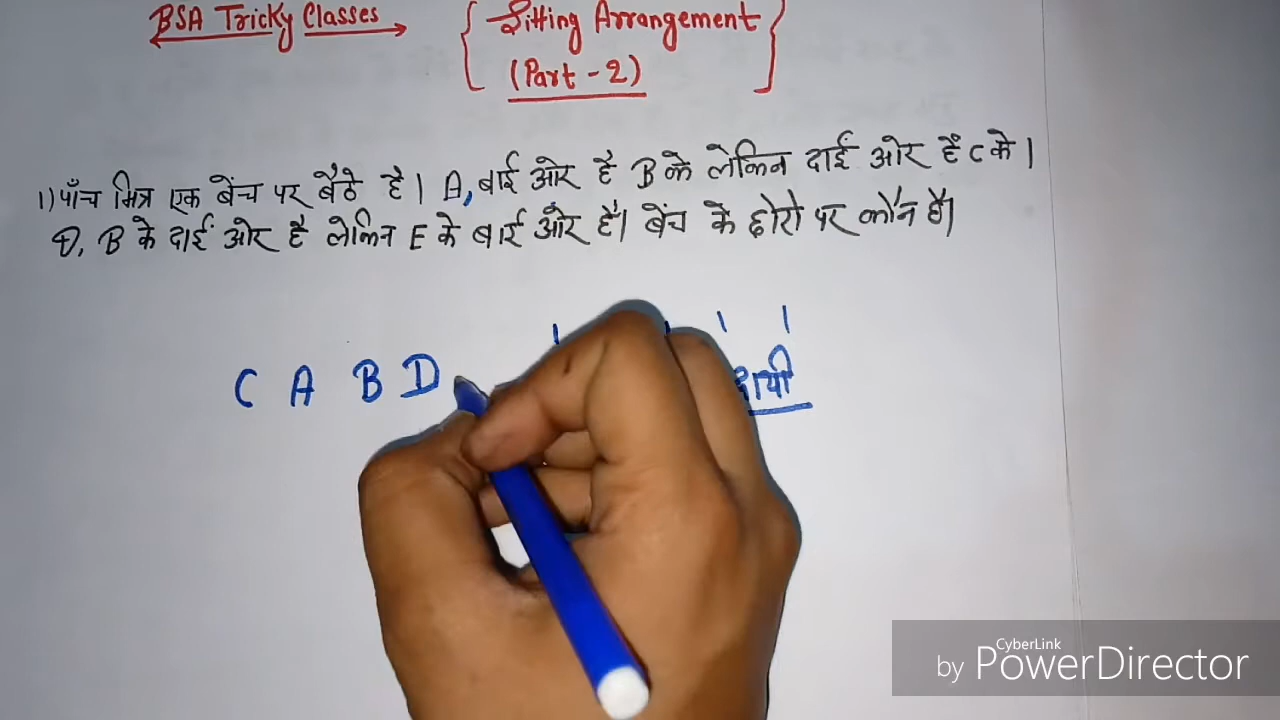 BSA Tricky Classes
Sitting Arrangement
(Part-2)
1) पाँच मित्र एक बेंच पर बैठे है। A, बाई ओर है B के लेकिन दाईं ओर है C के।
D, B के दाईं ओर है लेकिन E के बाई ओर है। बेंच के छोरो पर कौन है।
C A B D
CyberLink
by PowerDirector